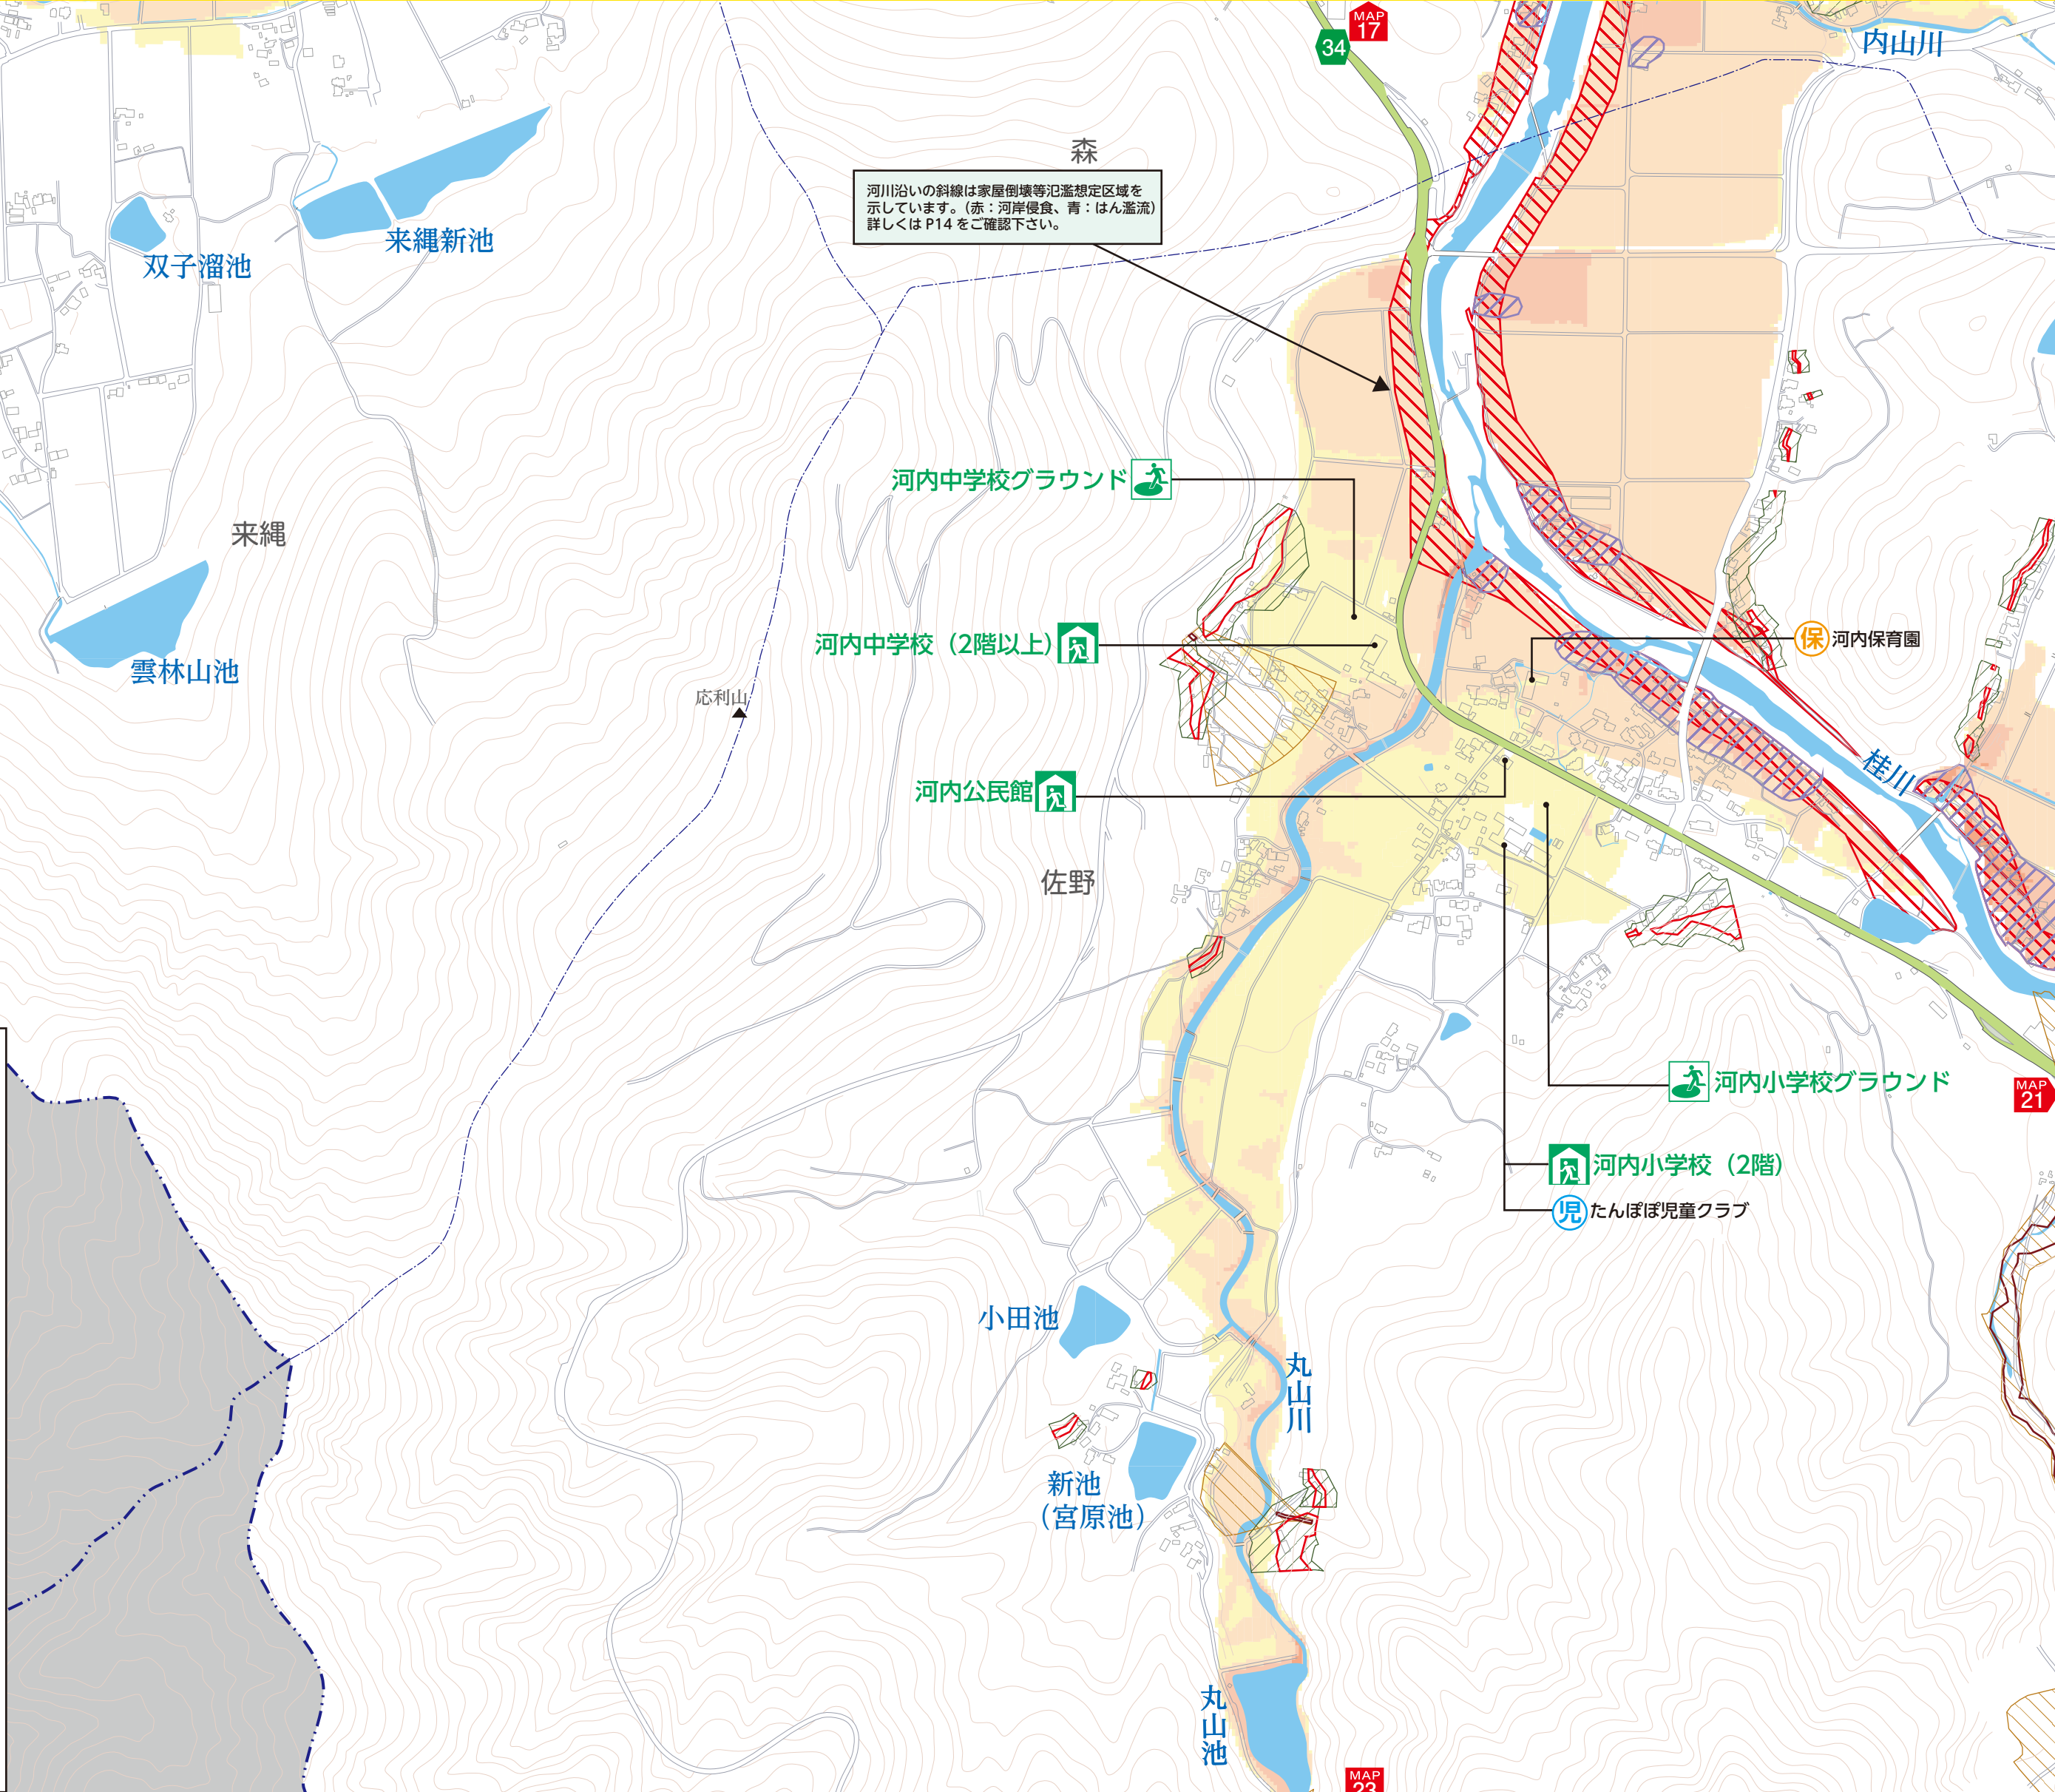 MAP
17
34
内山川
森
河川沿いの斜線は家屋倒壊等氾濫想定区域を
示しています。（赤：河岸侵食、青：はん濫流）
詳しくは P14 をご確認下さい。
来縄新池
双子溜池
河内中学校グラウンド
来縄
河内中学校（2階以上）
保 河内保育園
雲林山池
応利山
桂川
河内公民館
佐野
河内小学校グラウンド
MAP
21
河内小学校（2階）
児 たんぽぽ児童クラブ
小田池
丸山川
新池
（宮原池）
丸山池
MAP
23